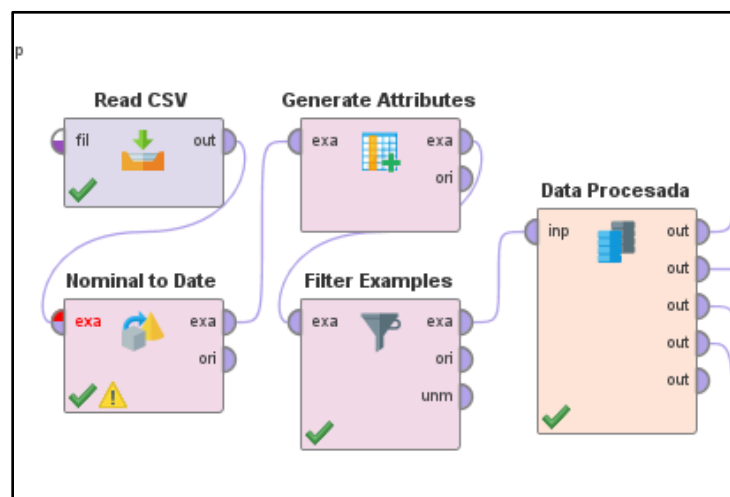 p
Read CSV
fil out
Generate Attributes
exa exa
ori
Nominal to Date
exa exa
ori
Filter Examples
exa exa
ori
unm
Data Procesada
inp out
out
out
out
out